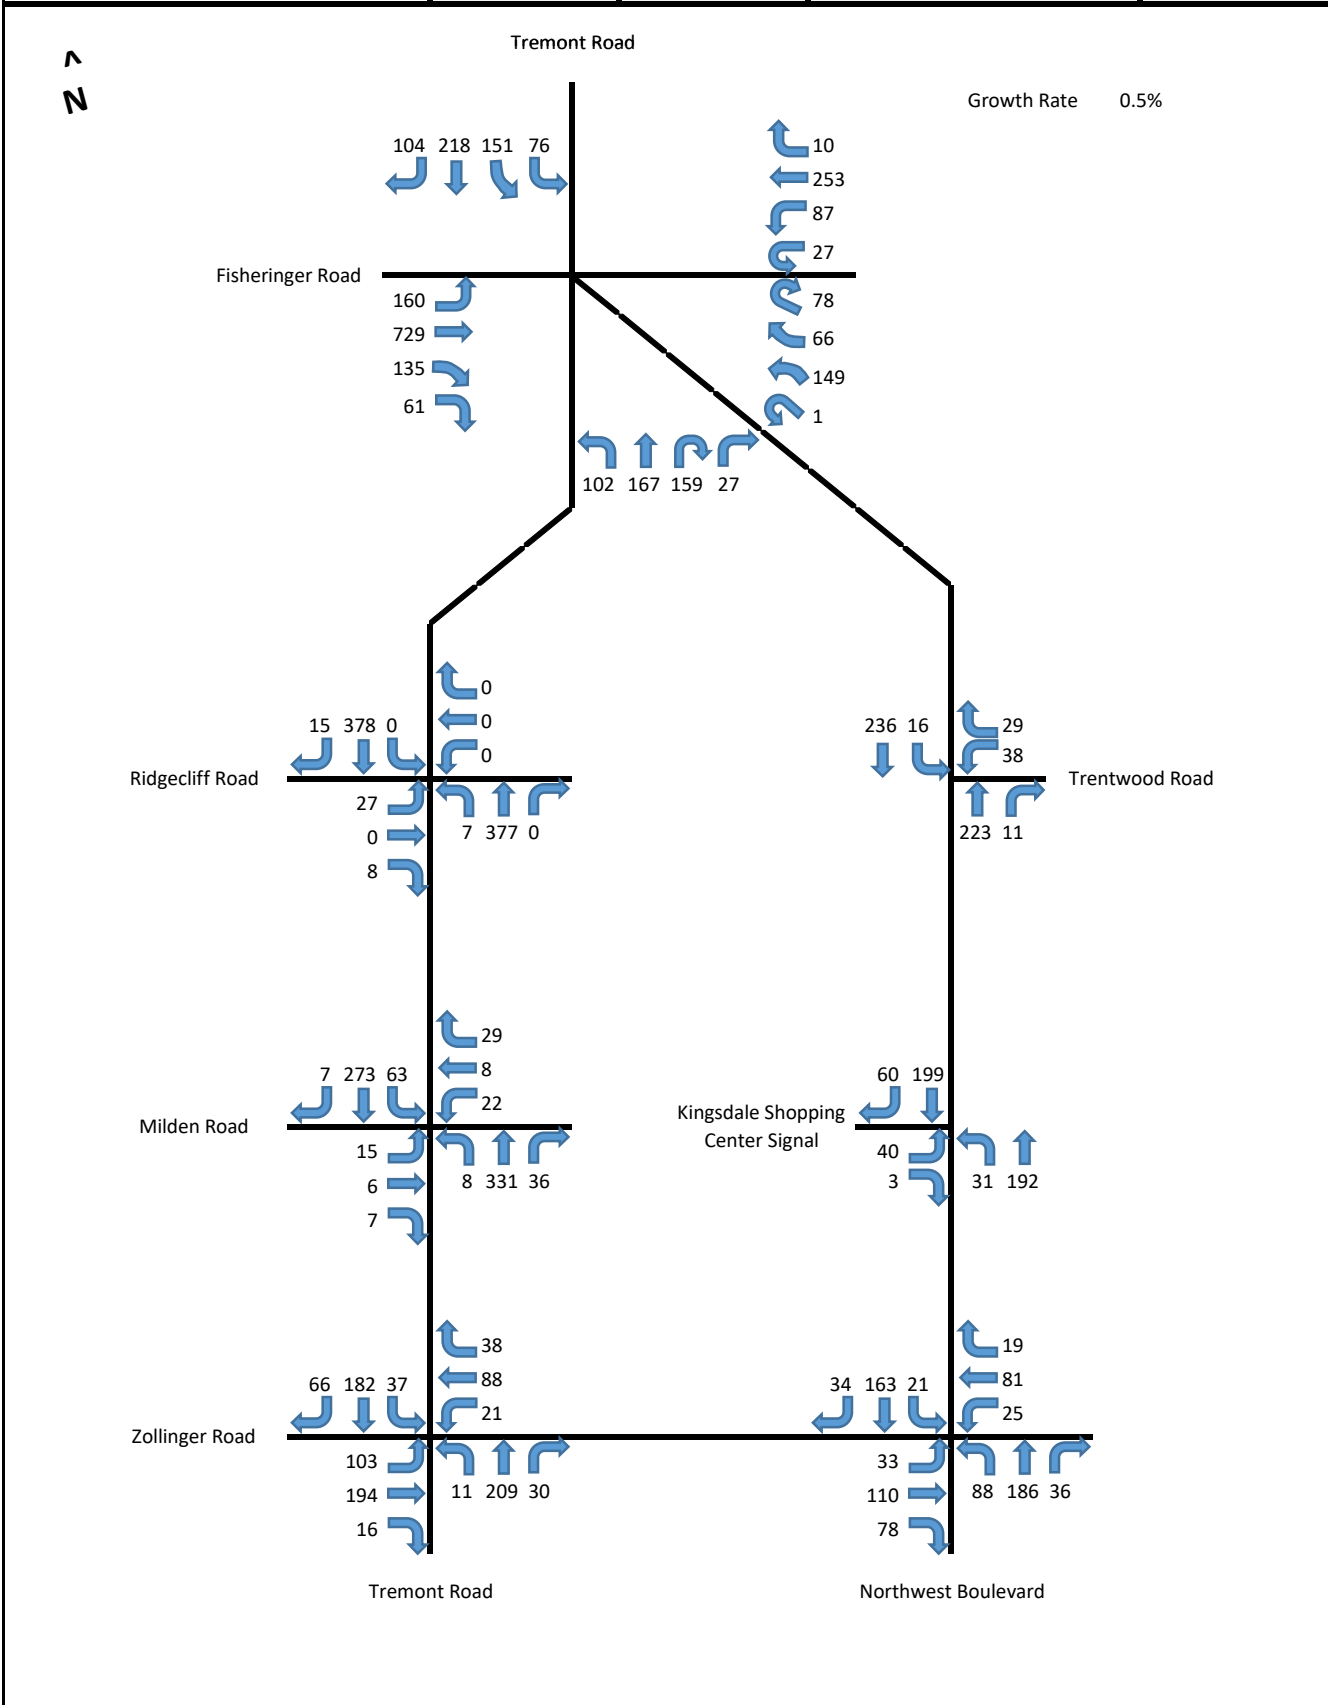 Tremont Road
^
N
Growth Rate 0.5%
104 218 151 76
10
253
87
27
Fisheringer Road
160
729
135
61
78
66
149
1
102 167 159 27
0
0
0
15 378 0
Ridgecliff Road
27
0
8
7 377 0
236 16
29
38
Trentwood Road
223 11
29
8
22
7 273 63
Milden Road
15
6
7
8 331 36
60 199
Kingsdale Shopping
Center Signal
40
3
31 192
38
88
21
66 182 37
Zollinger Road
103
194
16
11 209 30
19
81
25
34 163 21
33
110
78
88 186 36
Tremont Road
Northwest Boulevard